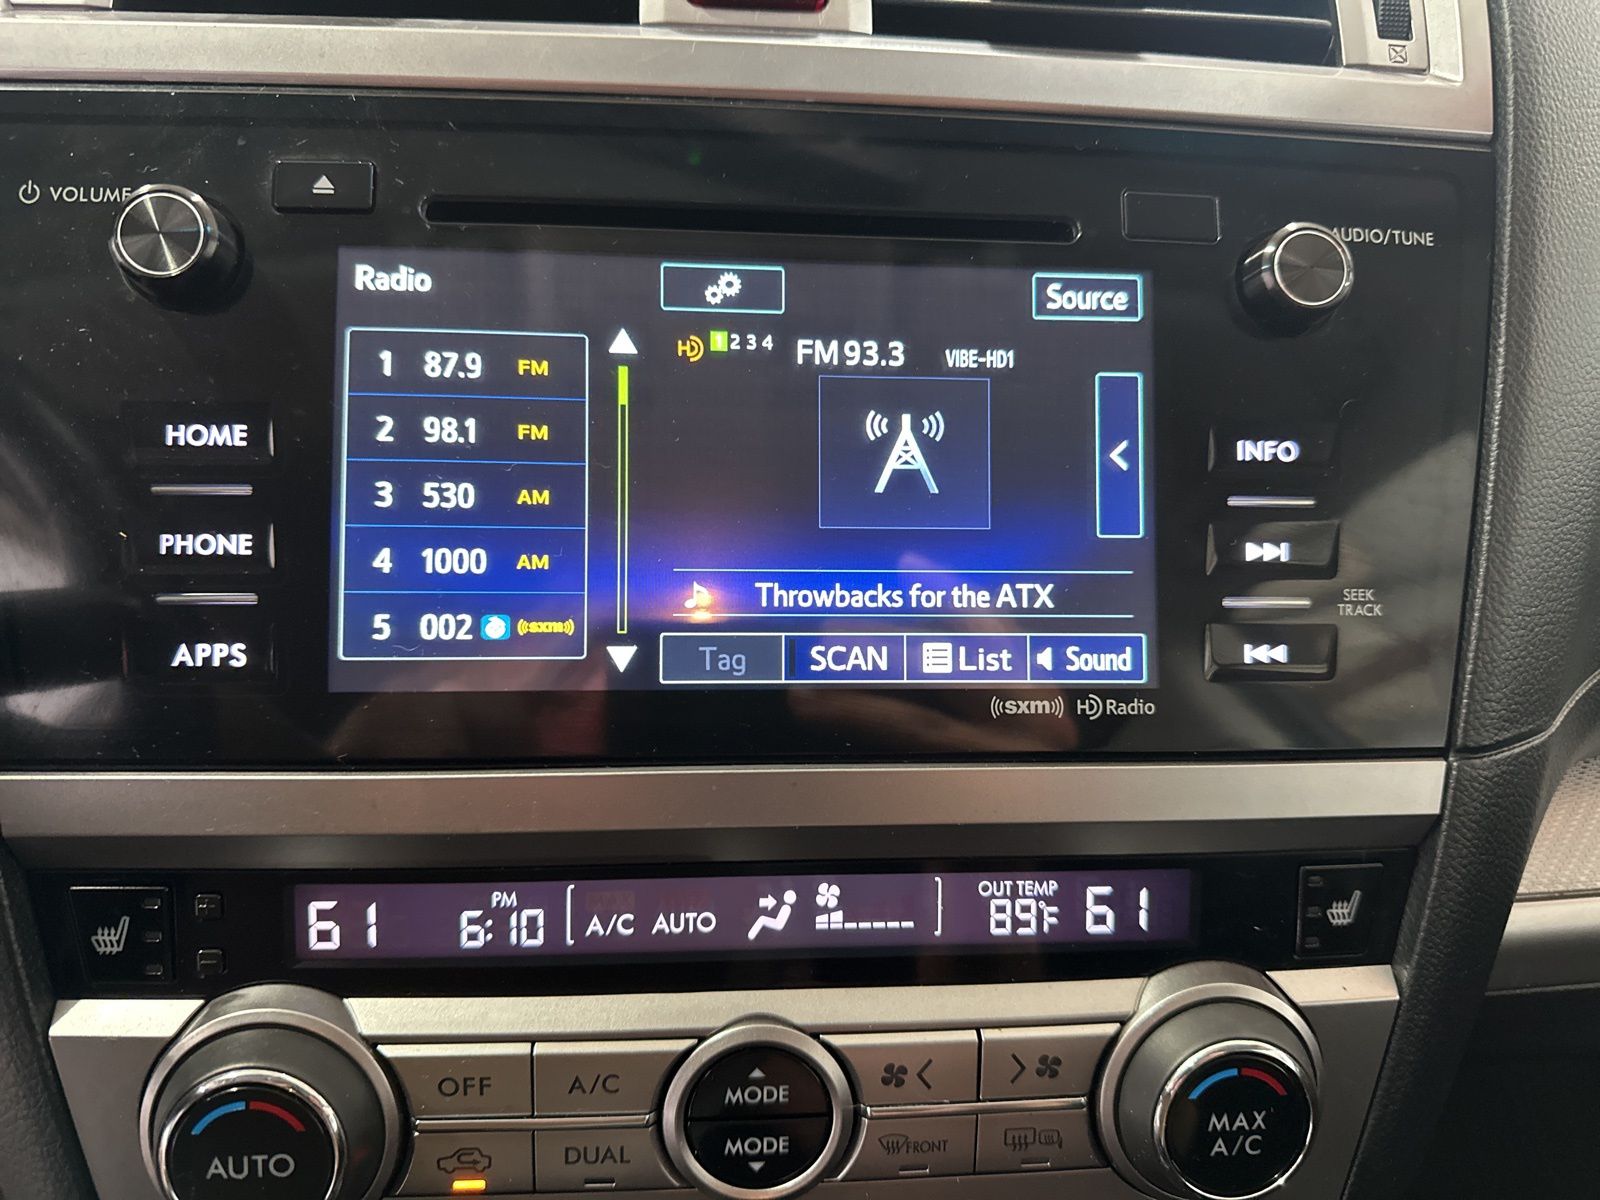 VOLUME
AUDIO/TUNE
Radio
Source
1 87.9 FM
2 98.1 FM
3 530 AM
4 1000 AM
5 002 ((sxm))
HD 1 2 3 4 FM 93.3 VIBE-HD1
<
Throwbacks for the ATX
Tag SCAN List Sound
((sxm)) HD Radio
HOME
PHONE
APPS
INFO
SEEK
TRACK
61 PM 6:10 A/C AUTO OUT TEMP 89°F 61
OFF A/C MODE < >
DUAL MODE FRONT
AUTO
MAX
A/C